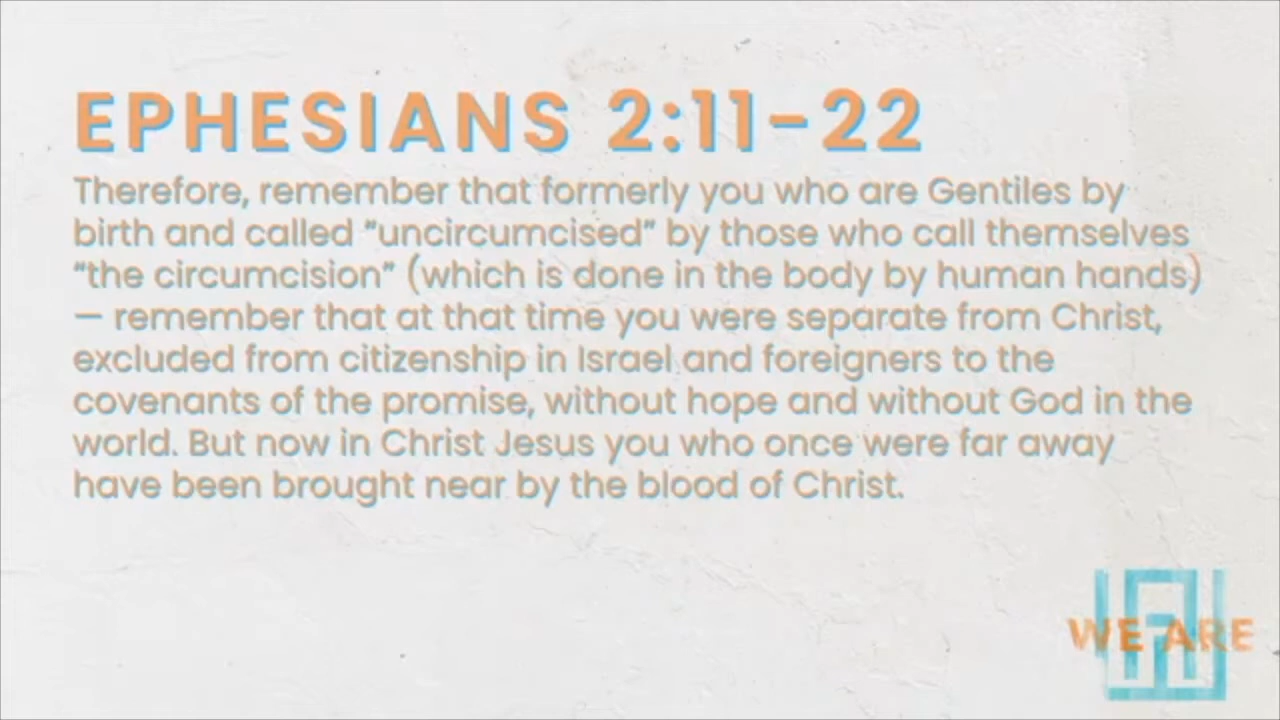 EPHESIANS 2:11-22
Therefore, remember that formerly you who are Gentiles by
birth and called “uncircumcised” by those who call themselves
“the circumcision” (which is done in the body by human hands)
— remember that at that time you were separate from Christ,
excluded from citizenship in Israel and foreigners to the
covenants of the promise, without hope and without God in the
world. But now in Christ Jesus you who once were far away
have been brought near by the blood of Christ.
WE ARE